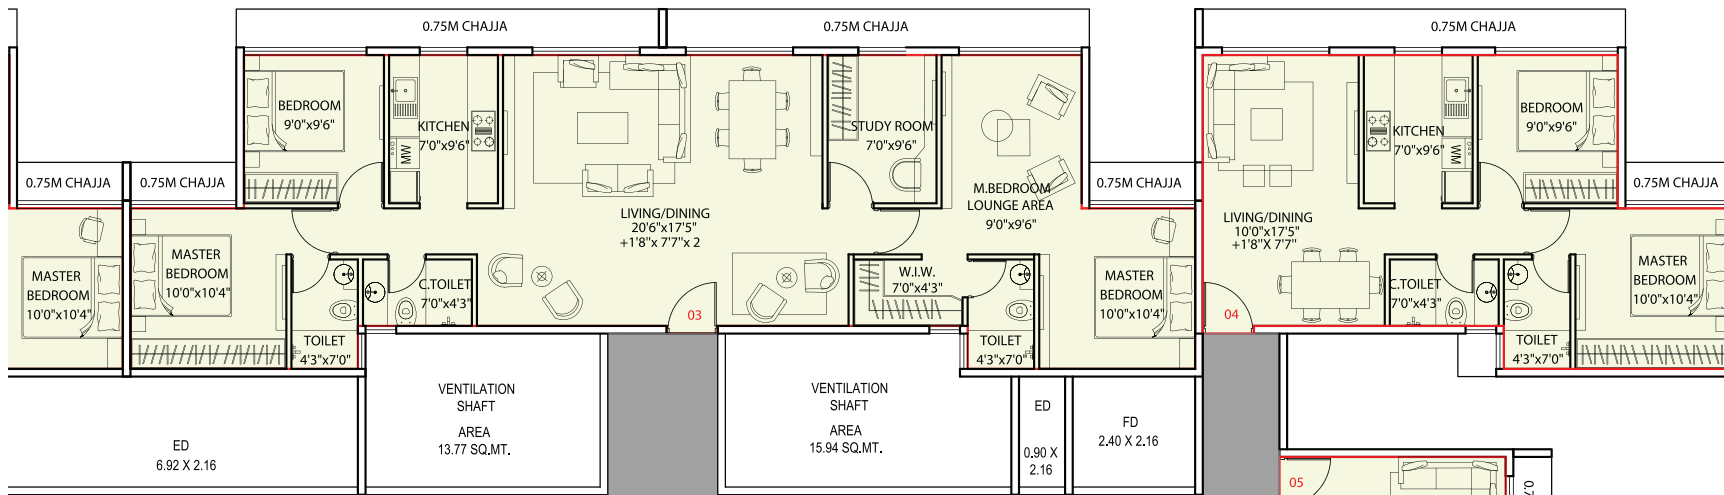 0.75M CHAJJA
0.75M CHAJJA
0.75M CHAJJA
BEDROOM
9'0"x9'6"
KITCHEN
7'0"x9'6"
MW
STUDY ROOM
7'0"x9'6"
M.BEDROOM
LOUNGE AREA
9'0"x9'6"
KITCHEN
7'0"x9'6"
WM
BEDROOM
9'0"x9'6"
0.75M CHAJJA
0.75M CHAJJA
0.75M CHAJJA
0.75M CHAJJA
LIVING/DINING
20'6"x17'5"
+1'8"x 7'7"x 2
LIVING/DINING
10'0"x17'5"
+1'8"X 7'7"
MASTER
BEDROOM
10'0"x10'4"
MASTER
BEDROOM
10'0"x10'4"
C.TOILET
7'0"x4'3"
W.I.W.
7'0"x4'3"
MASTER
BEDROOM
10'0"x10'4"
C.TOILET
7'0"x4'3"
MASTER
BEDROOM
10'0"x10'4"
03
04
TOILET
4'3"x7'0"
TOILET
4'3"x7'0"
TOILET
4'3"x7'0"
VENTILATION
SHAFT
AREA
13.77 SQ.MT.
VENTILATION
SHAFT
AREA
15.94 SQ.MT.
ED
6.92 X 2.16
ED
0.90 X
2.16
FD
2.40 X 2.16
05